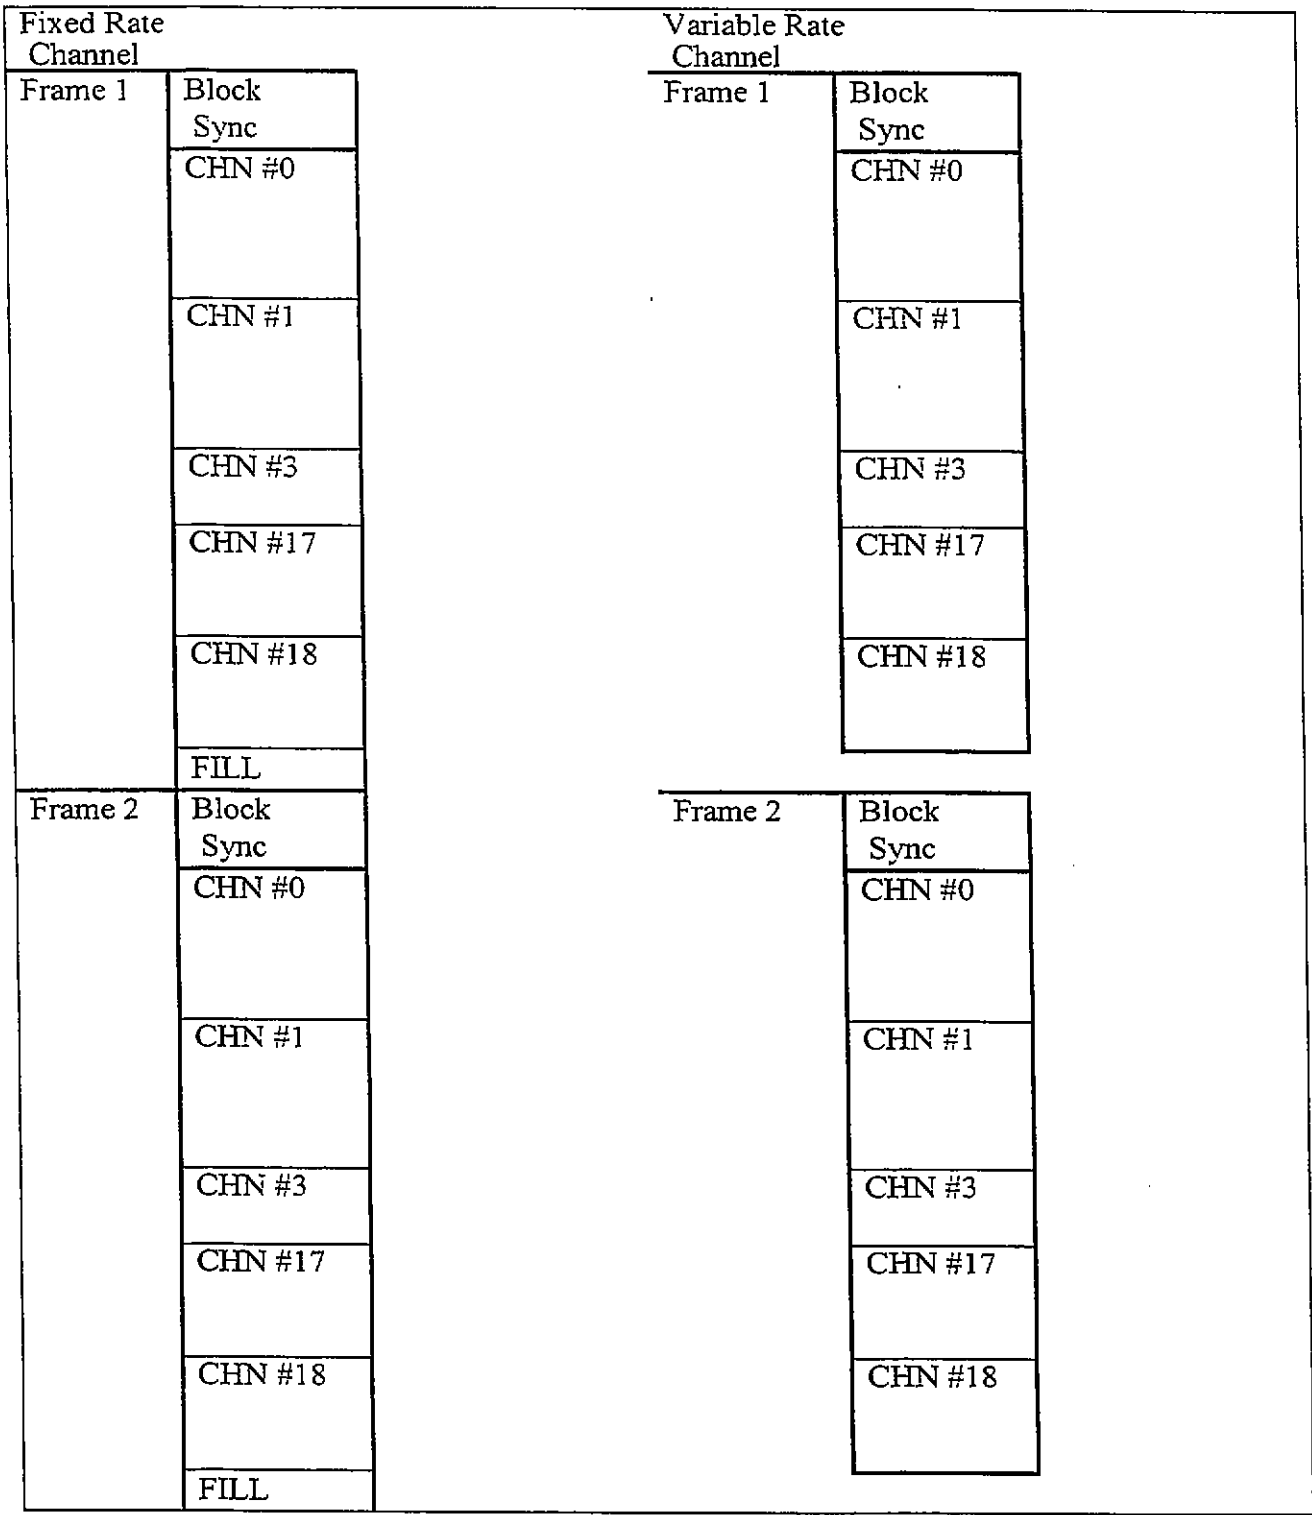 Fixed Rate
Channel
Frame 1
Block
Sync
CHN #0
CHN #1
CHN #3
CHN #17
CHN #18
FILL
Frame 2
Block
Sync
CHN #0
CHN #1
CHN #3
CHN #17
CHN #18
FILL
Variable Rate
Channel
Frame 1
Block
Sync
CHN #0
CHN #1
CHN #3
CHN #17
CHN #18
Frame 2
Block
Sync
CHN #0
CHN #1
CHN #3
CHN #17
CHN #18